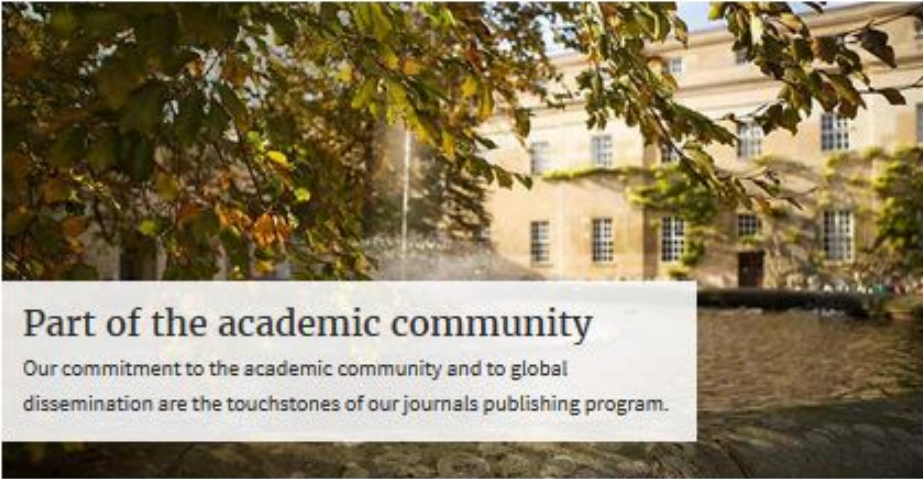 Part of the academic community
Our commitment to the academic community and to global
dissemination are the touchstones of our journals publishing program.